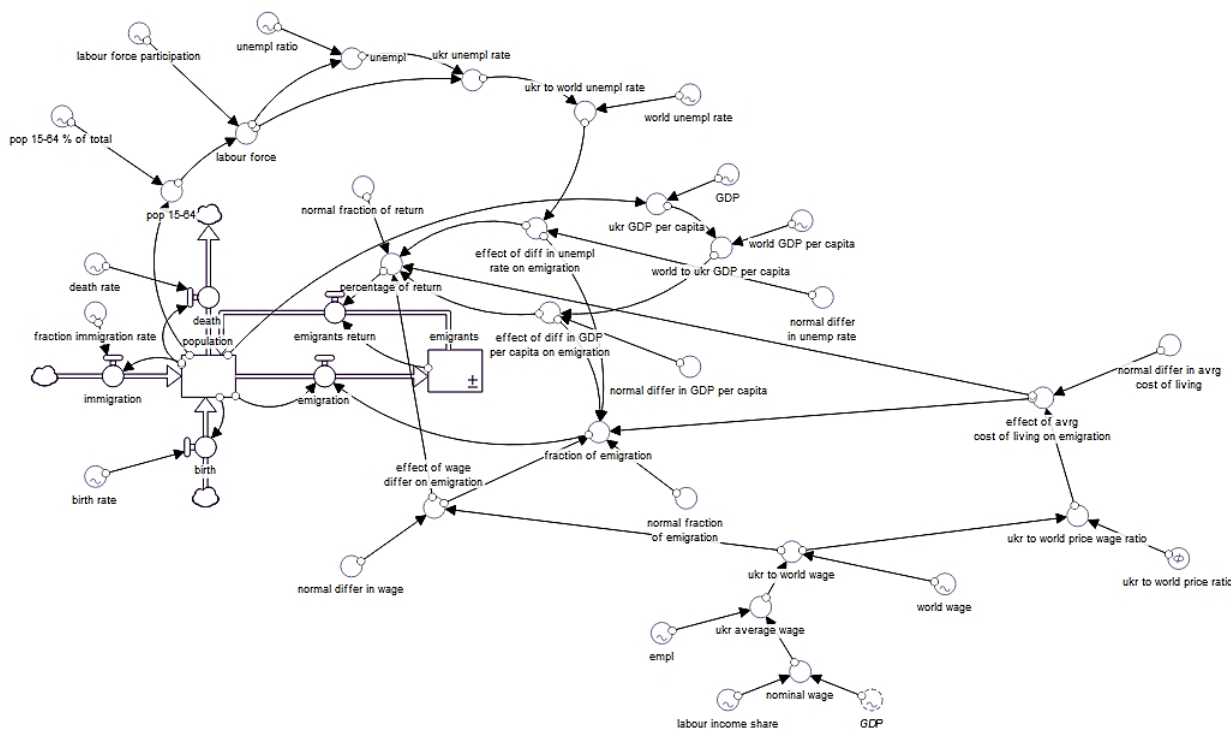 unempl ratio
labour force participation
unempl
ukr unempl rate
ukr to world unempl rate
world unempl rate
pop 15-64 % of total
labour force
normal fraction of return
GDP
pop 15-64
ukr GDP per capita
world GDP per capita
effect of diff in unempl
rate on emigration
world to ukr GDP per capita
death rate
percentage of return
death
normal differ
in unemp rate
fraction immigration rate
population
emigrants return
emigrants
effect of diff in GDP
per capita on emigration
normal differ in avrg
cost of living
immigration
emigration
normal differ in GDP per capita
effect of avrg
cost of living on emigration
fraction of emigration
birth
effect of wage
differ on emigration
birth rate
normal fraction
of emigration
ukr to world price wage ratio
normal differ in wage
ukr to world wage
world wage
ukr to world price ratio
ukr average wage
empl
nominal wage
labour income share
GDP